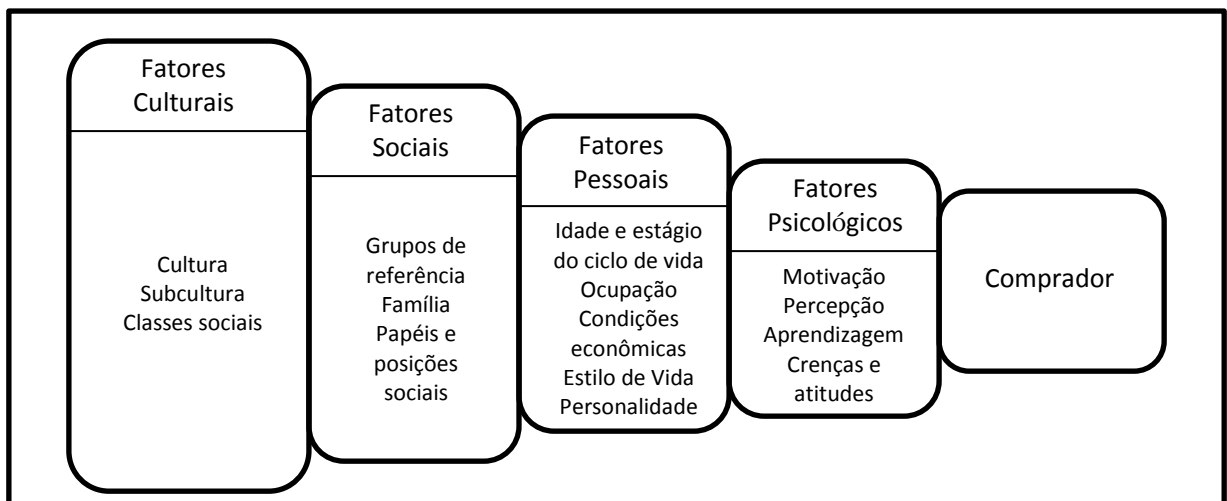 Fatores
Culturais
Cultura
Subcultura
Classes sociais
Fatores
Sociais
Grupos de
referência
Família
Papéis e
posições
sociais
Fatores
Pessoais
Idade e estágio
do ciclo de vida
Ocupação
Condições
econômicas
Estilo de Vida
Personalidade
Fatores
Psicológicos
Motivação
Percepção
Aprendizagem
Crenças e
atitudes
Comprador